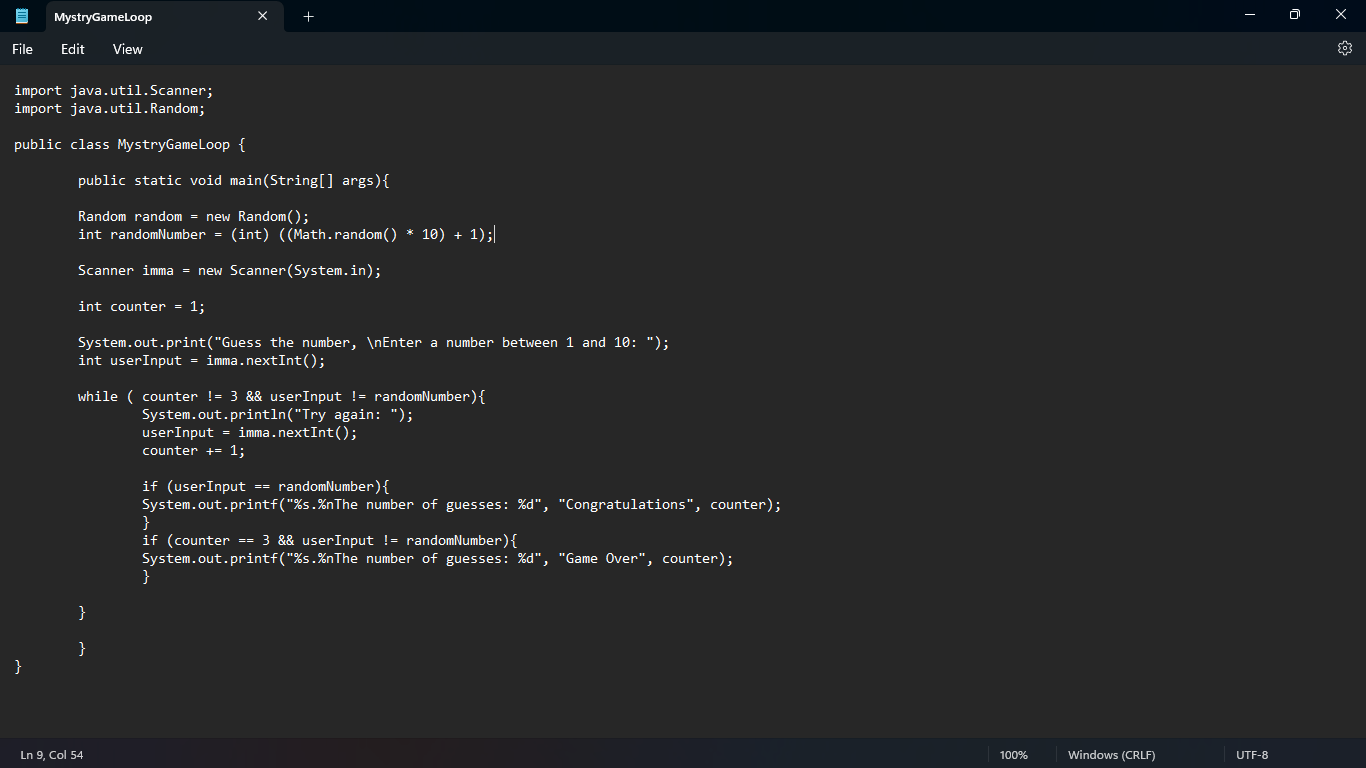 MystryGameLoop
File Edit View
import java.util.Scanner;
import java.util.Random;
public class MystryGameLoop {
public static void main(String[] args){
Random random = new Random();
int randomNumber = (int) ((Math.random() * 10) + 1);
Scanner imma = new Scanner(System.in);
int counter = 1;
System.out.print("Guess the number, \nEnter a number between 1 and 10: ");
int userInput = imma.nextInt();
while ( counter != 3 && userInput != randomNumber){
System.out.println("Try again: ");
userInput = imma.nextInt();
counter += 1;
if (userInput == randomNumber){
System.out.printf("%s.%nThe number of guesses: %d", "Congratulations", counter);
}
if (counter == 3 && userInput != randomNumber){
System.out.printf("%s.%nThe number of guesses: %d", "Game Over", counter);
}
}
}
}
Ln 9, Col 54 100% Windows (CRLF) UTF-8